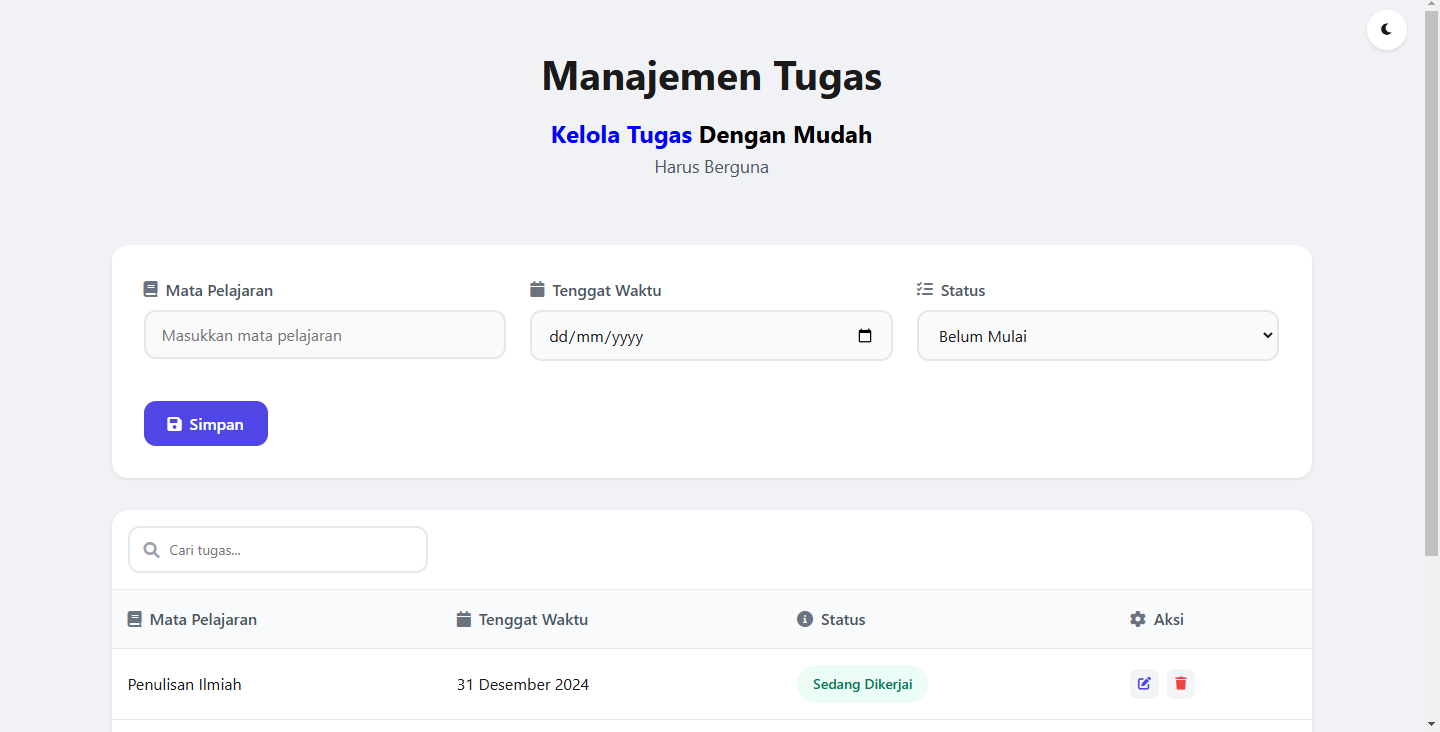 Manajemen Tugas
Kelola Tugas Dengan Mudah
Harus Berguna
Mata Pelajaran
Tenggat Waktu
Status
Masukkan mata pelajaran
dd/mm/yyyy
Belum Mulai
Simpan
Cari tugas...
Mata Pelajaran
Tenggat Waktu
Status
Aksi
Penulisan Ilmiah
31 Desember 2024
Sedang Dikerjai